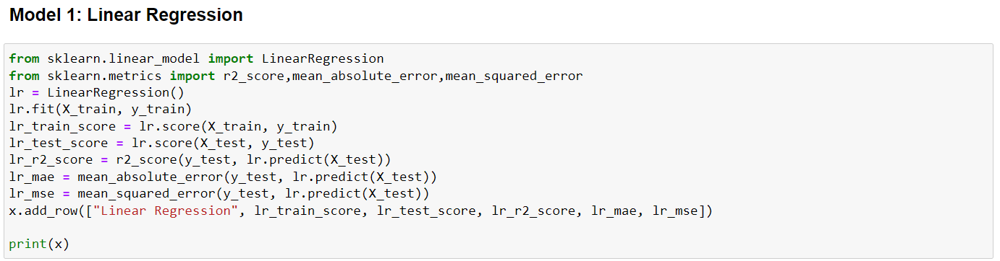 Model 1: Linear Regression
from sklearn.linear_model import LinearRegression
from sklearn.metrics import r2_score,mean_absolute_error,mean_squared_error
lr = LinearRegression()
lr.fit(X_train, y_train)
lr_train_score = lr.score(X_train, y_train)
lr_test_score = lr.score(X_test, y_test)
lr_r2_score = r2_score(y_test, lr.predict(X_test))
lr_mae = mean_absolute_error(y_test, lr.predict(X_test))
lr_mse = mean_squared_error(y_test, lr.predict(X_test))
x.add_row(["Linear Regression", lr_train_score, lr_test_score, lr_r2_score, lr_mae, lr_mse])
print(x)